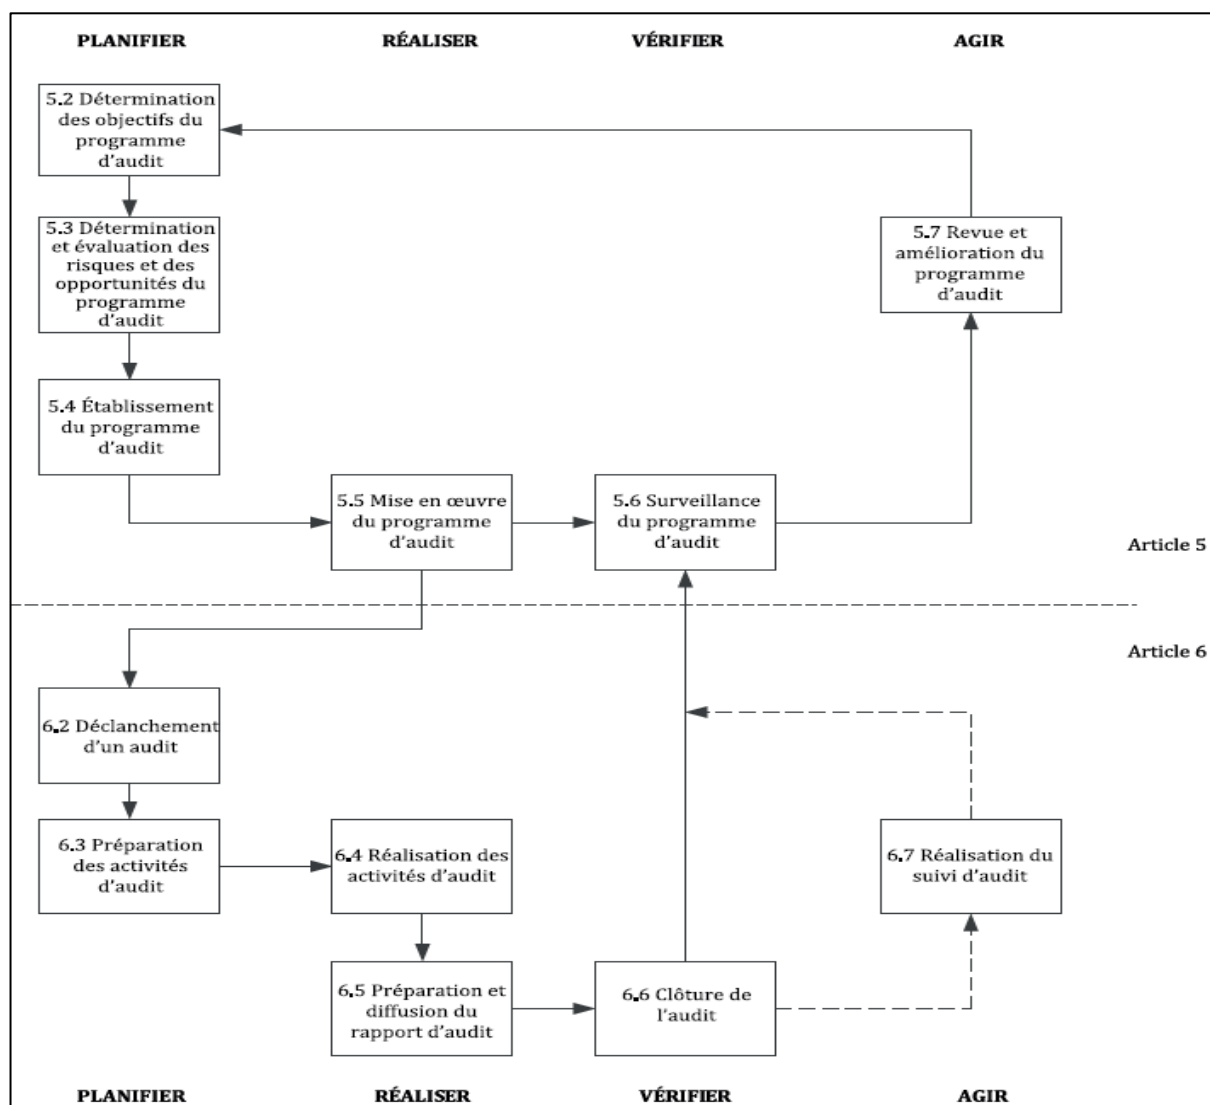 PLANIFIER
RÉALISER
VÉRIFIER
AGIR
5.2 Détermination
des objectifs du
programme
d'audit
5.3 Détermination
et évaluation des
risques et des
opportunités du
programme
d'audit
5.7 Revue et
amélioration du
programme
d'audit
5.4 Établissement
du programme
d'audit
5.5 Mise en œuvre
du programme
d'audit
5.6 Surveillance
du programme
d'audit
Article 5
Article 6
6.2 Déclanchement
d'un audit
6.3 Préparation
des activités
d'audit
6.4 Réalisation des
activités d'audit
6.7 Réalisation du
suivi d'audit
6.5 Préparation et
diffusion du
rapport d'audit
6.6 Clôture de
l'audit
PLANIFIER
RÉALISER
VÉRIFIER
AGIR